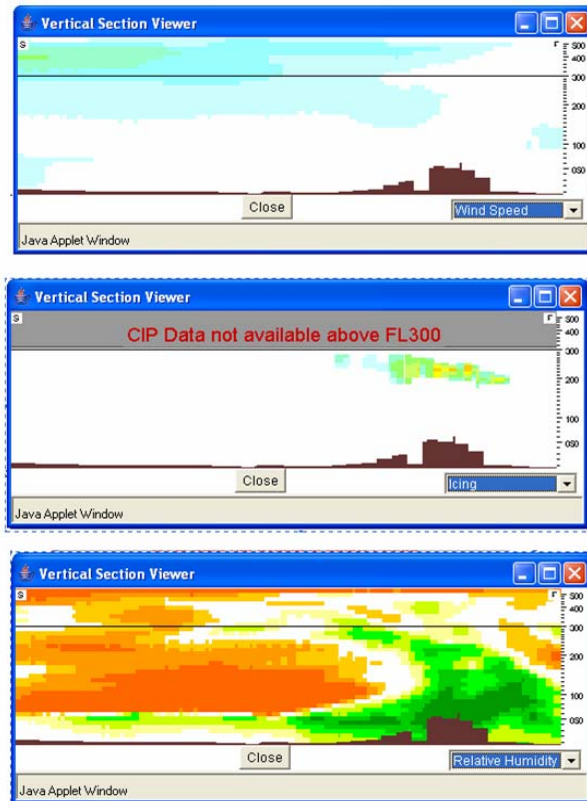 Vertical Section Viewer
S
F
500
400
300
200
100
050
Close
Wind Speed
Java Applet Window
Vertical Section Viewer
S
F
CIP Data not available above FL300
500
400
300
200
050
Close
Icing
Java Applet Window
Vertical Section Viewer
S
F
500
400
300
200
100
050
Close
Relative Humidity
Java Applet Window